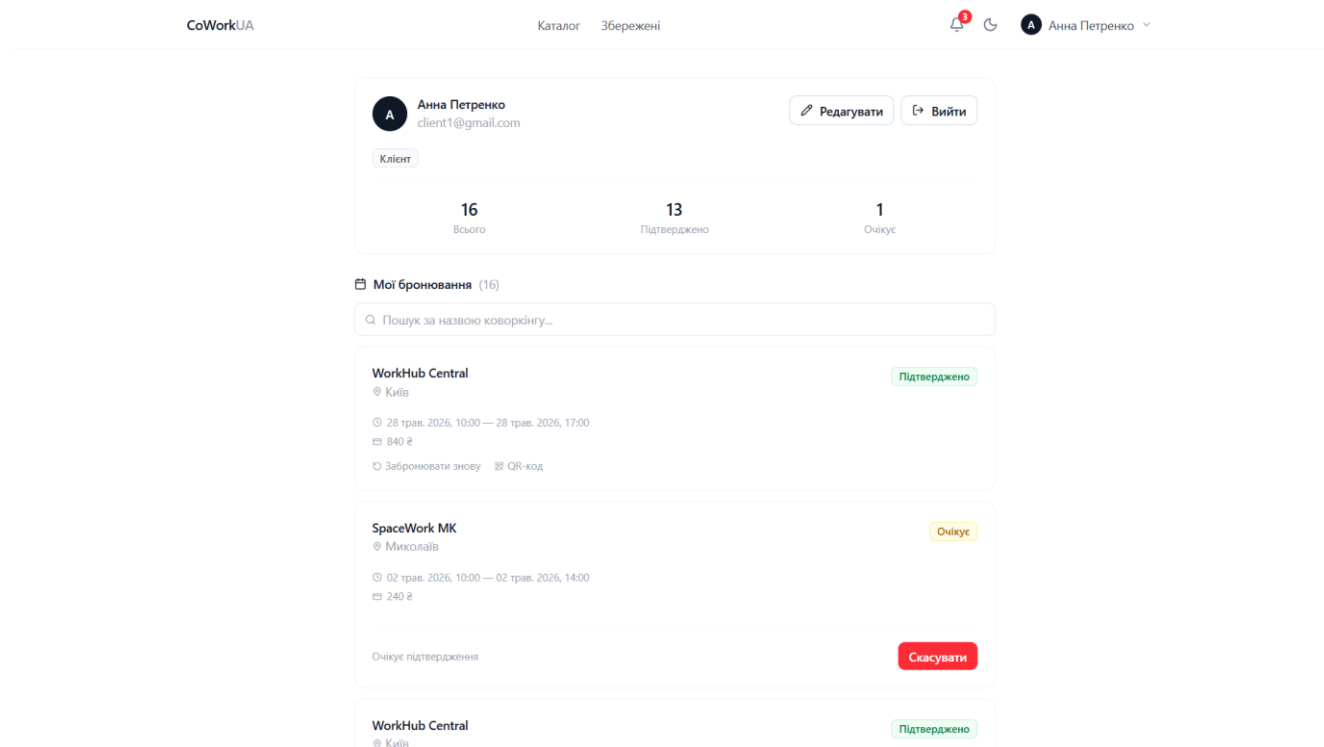 CoWorkUA
Каталог Збережені
3
A Анна Петренко
A
Анна Петренко
client1@gmail.com
Редагувати Вийти
Клієнт
16 13 1
Всього Підтверджено Очікує
Мої бронювання (16)
Пошук за назвою коворкінгу...
WorkHub Central Підтверджено
Київ
28 трав. 2026, 10:00 — 28 трав. 2026, 17:00
840 ₴
Забронювати знову QR-код
SpaceWork MK Очікує
Миколаїв
02 трав. 2026, 10:00 — 02 трав. 2026, 14:00
240 ₴
Очікує підтвердження Скасувати
WorkHub Central Підтверджено
Київ